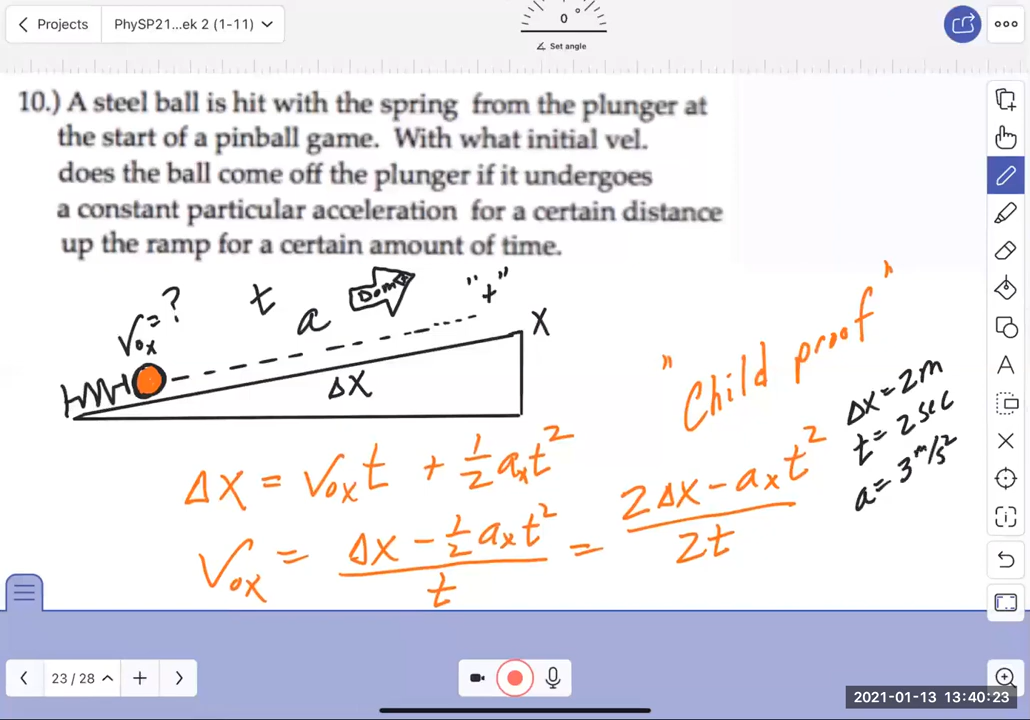 Projects
PhySP21...ek 2 (1-11)
0°
Set angle
10.) A steel ball is hit with the spring from the plunger at
the start of a pinball game. With what initial vel.
does the ball come off the plunger if it undergoes
a constant particular acceleration for a certain distance
up the ramp for a certain amount of time.
V₀ₓ = ?
t
a
Dom
"+"
X
ΔX
"Child proof"
ΔX = 2m
t = 2 sec
a = 3 m/s²
ΔX = V₀ₓt + ½aₓt²
V₀ₓ = (ΔX − ½aₓt²)/t = (2ΔX − aₓt²)/2t
A
23 / 28
2021-01-13 13:40:23